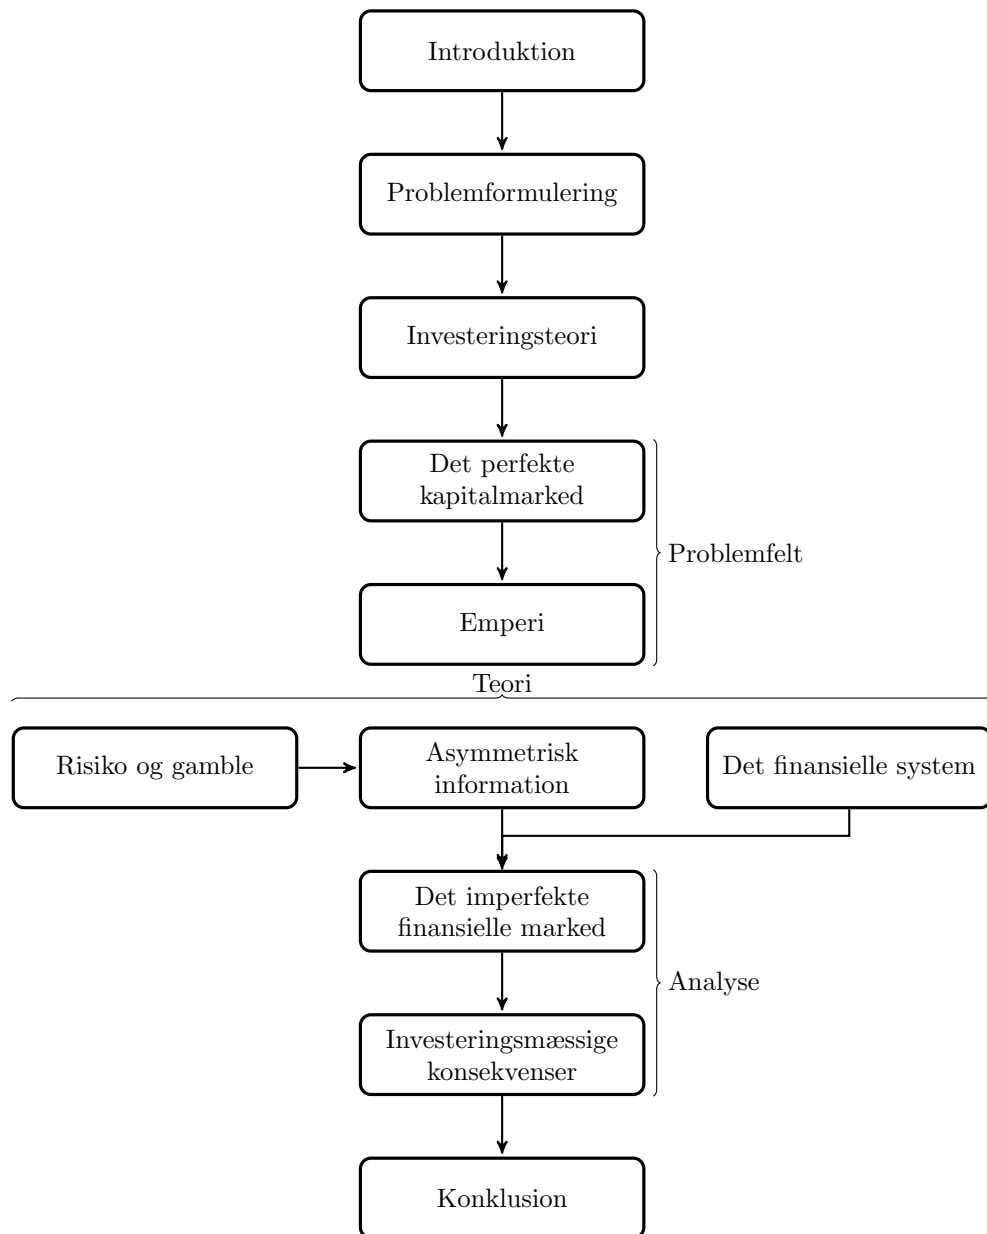 Introduktion
Problemformulering
Investeringsteori
Det perfekte
kapitalmarked
Problemfelt
Emperi
Teori
Risiko og gamble
Asymmetrisk
information
Det finansielle system
Det imperfekte
finansielle marked
Analyse
Investeringsmæssige
konsekvenser
Konklusion